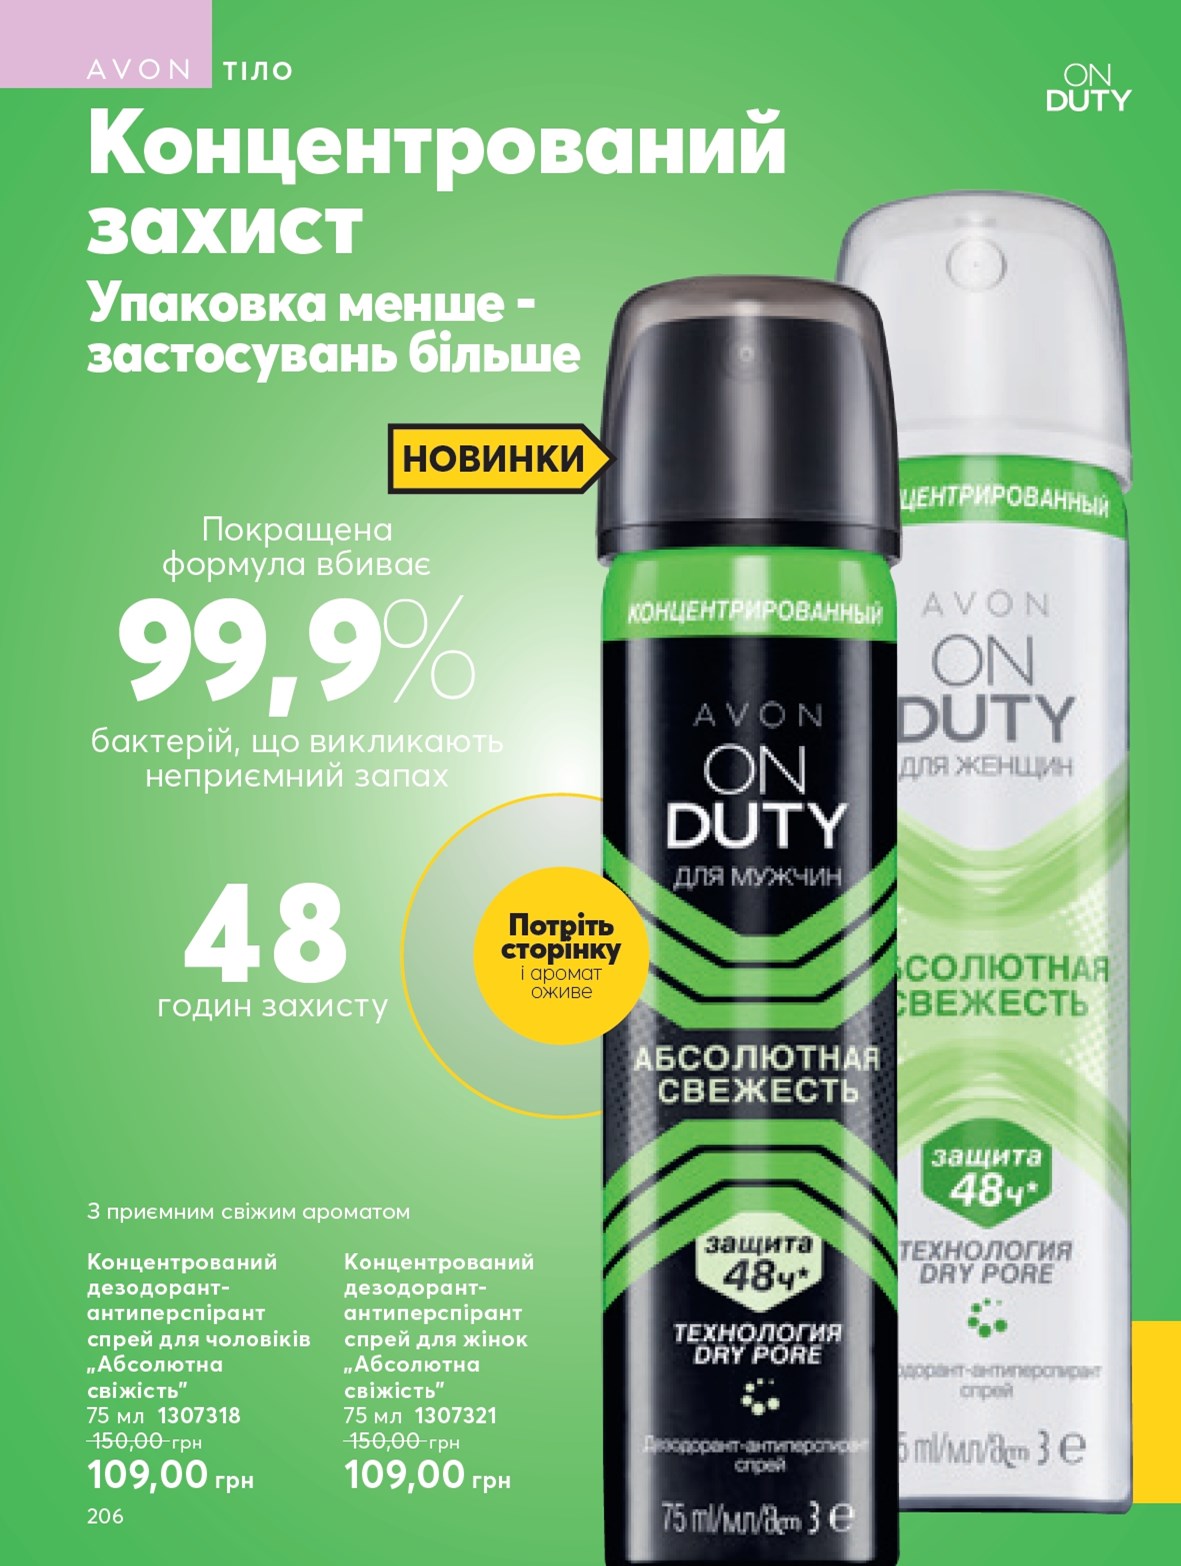 AVON ТІЛО
ON
DUTY
Концентрований
захист
Упаковка менше -
застосувань більше
НОВИНКИ
Покращена
формула вбиває
99,9%
бактерій, що викликають
неприємний запах
48
годин захисту
Потріть
сторінку
і аромат
оживе
З приємним свіжим ароматом
Концентрований
дезодорант-
антиперспірант
спрей для чоловіків
„Абсолютна
свіжість”
75 мл 1307318
150,00 грн
109,00 грн
Концентрований
дезодорант-
антиперспірант
спрей для жінок
„Абсолютна
свіжість”
75 мл 1307321
150,00 грн
109,00 грн
206
КОНЦЕНТРИРОВАННЫЙ
AVON
ON
DUTY
ДЛЯ МУЖЧИН
АБСОЛЮТНАЯ
СВЕЖЕСТЬ
защита
48ч*
ТЕХНОЛОГИЯ
DRY PORE
Дезодорант-антиперспирант
спрей
75 ml/мл/მლ 3 e
ЦЕНТРИРОВАННЫЙ
AVON
ON
DUTY
ДЛЯ ЖЕНЩИН
БСОЛЮТНАЯ
СВЕЖЕСТЬ
защита
48ч*
ТЕХНОЛОГИЯ
DRY PORE
одорант-антиперспирант
спрей
5 ml/мл/მლ 3 e